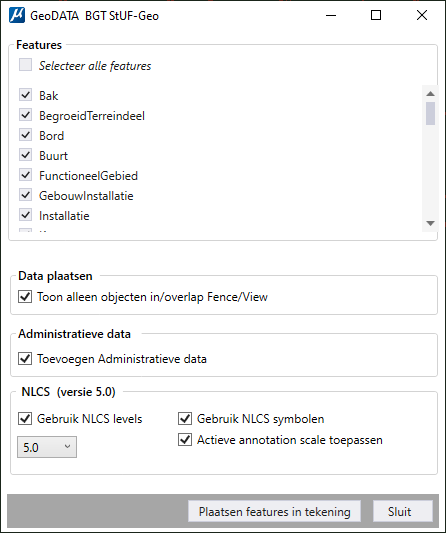 GeoDATA BGT StUF-Geo
Features
Selecteer alle features
Bak
BegroeidTerreindeel
Bord
Buurt
FunctioneelGebied
GebouwInstallatie
Installatie
Data plaatsen
Toon alleen objecten in/overlap Fence/View
Administratieve data
Toevoegen Administratieve data
NLCS (versie 5.0)
Gebruik NLCS levels
Gebruik NLCS symbolen
5.0
Actieve annotation scale toepassen
Plaatsen features in tekening
Sluit